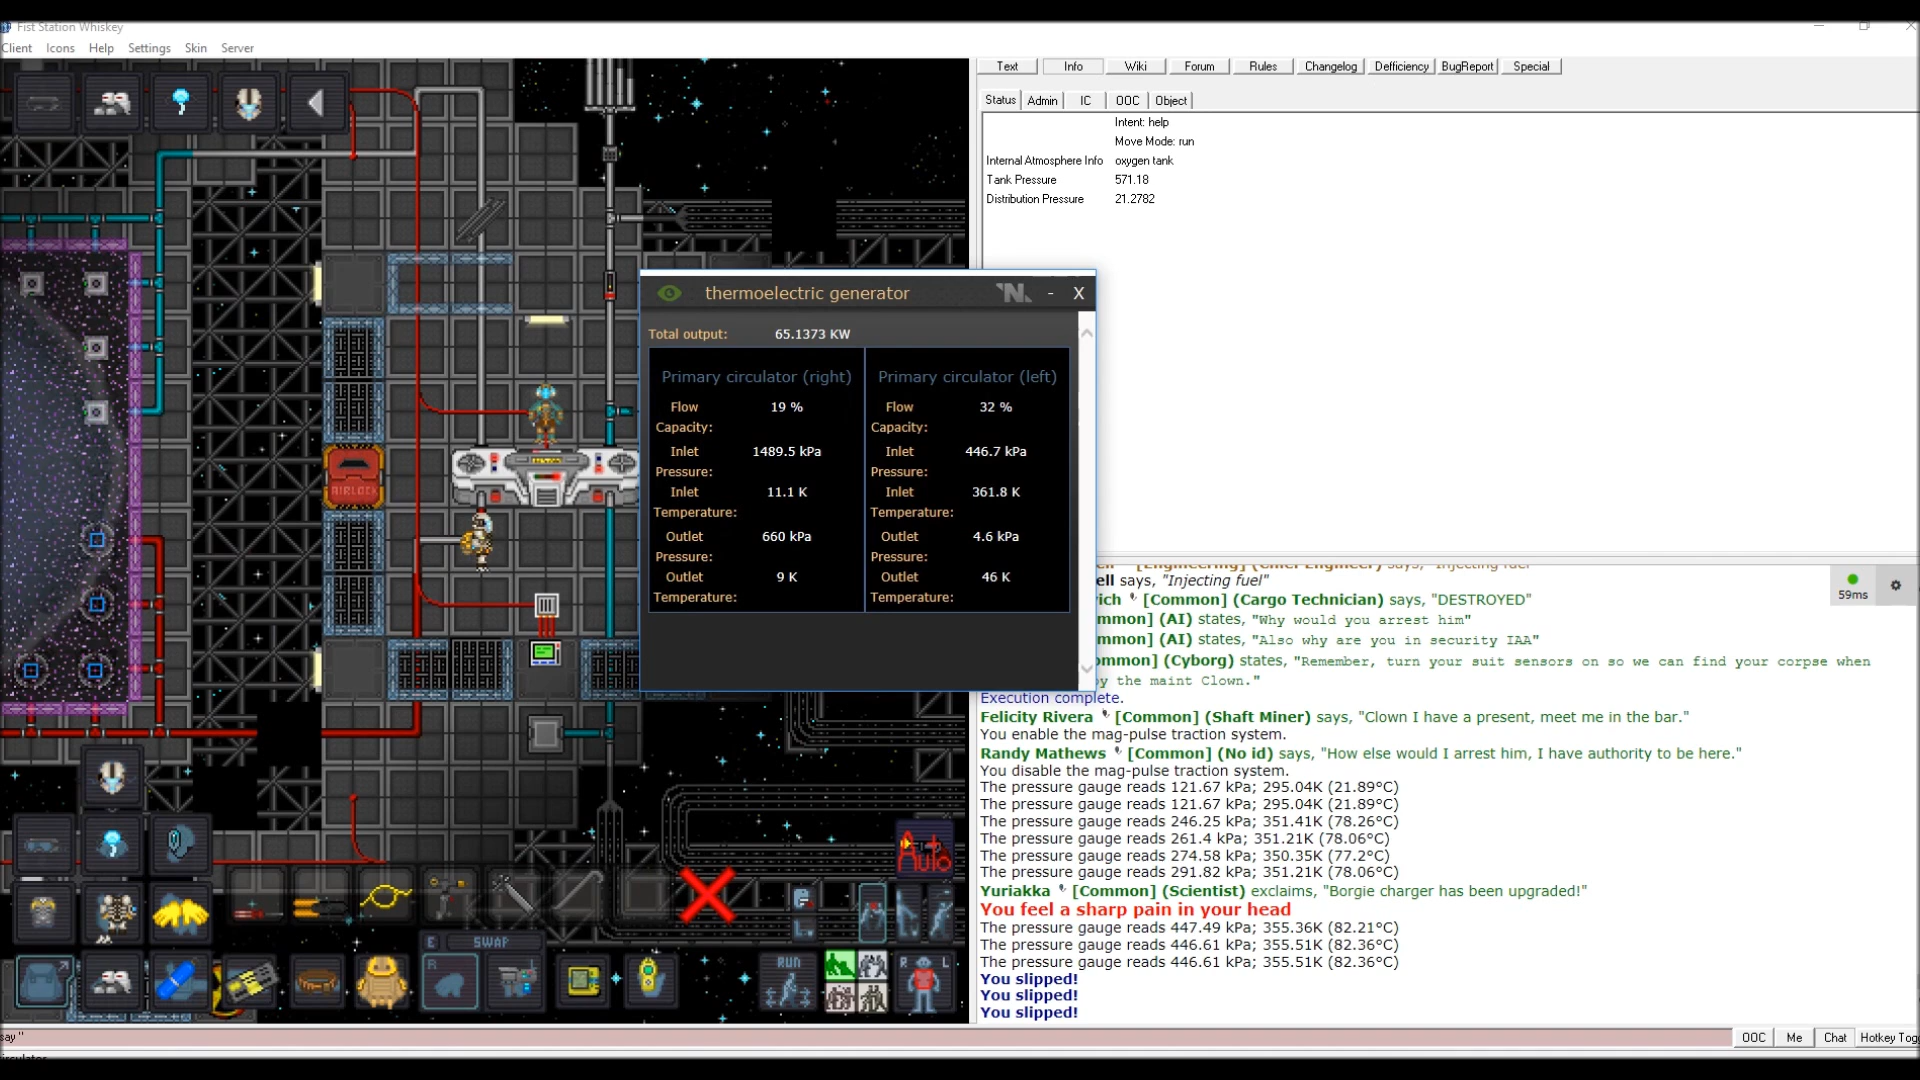 Fist Station Whiskey
Client Icons Help Settings Skin Server
Text Info Wiki Forum Rules Changelog Defficiency BugReport Special
Status Admin IC OOC Object
Intent: help
Move Mode: run
Internal Atmosphere Info oxygen tank
Tank Pressure 571.18
Distribution Pressure 21.2782
thermoelectric generator - X
Total output: 65.1373 KW
Primary circulator (right)
Flow Capacity: 19 %
Inlet Pressure: 1489.5 kPa
Inlet Temperature: 11.1 K
Outlet Pressure: 660 kPa
Outlet Temperature: 9 K
Primary circulator (left)
Flow Capacity: 32 %
Inlet Pressure: 446.7 kPa
Inlet Temperature: 361.8 K
Outlet Pressure: 4.6 kPa
Outlet Temperature: 46 K
AIRLOCK
59ms
ell says, "Injecting fuel"
ich [Common] (Cargo Technician) says, "DESTROYED"
mmon] (AI) states, "Why would you arrest him"
mmon] (AI) states, "Also why are you in security IAA"
ommon] (Cyborg) states, "Remember, turn your suit sensors on so we can find your corpse when
y the maint Clown."
Execution complete.
Felicity Rivera [Common] (Shaft Miner) says, "Clown I have a present, meet me in the bar."
You enable the mag-pulse traction system.
Randy Mathews [Common] (No id) says, "How else would I arrest him, I have authority to be here."
You disable the mag-pulse traction system.
The pressure gauge reads 121.67 kPa; 295.04K (21.89°C)
The pressure gauge reads 121.67 kPa; 295.04K (21.89°C)
The pressure gauge reads 246.25 kPa; 351.41K (78.26°C)
The pressure gauge reads 261.4 kPa; 351.21K (78.06°C)
The pressure gauge reads 274.58 kPa; 350.35K (77.2°C)
The pressure gauge reads 291.82 kPa; 351.21K (78.06°C)
Yuriakka [Common] (Scientist) exclaims, "Borgie charger has been upgraded!"
You feel a sharp pain in your head
The pressure gauge reads 447.49 kPa; 355.36K (82.21°C)
The pressure gauge reads 446.61 kPa; 355.51K (82.36°C)
The pressure gauge reads 446.61 kPa; 355.51K (82.36°C)
You slipped!
You slipped!
You slipped!
Auto
E SWAP
R
RUN
R L
say "
OOC Me Chat Hotkey Togg